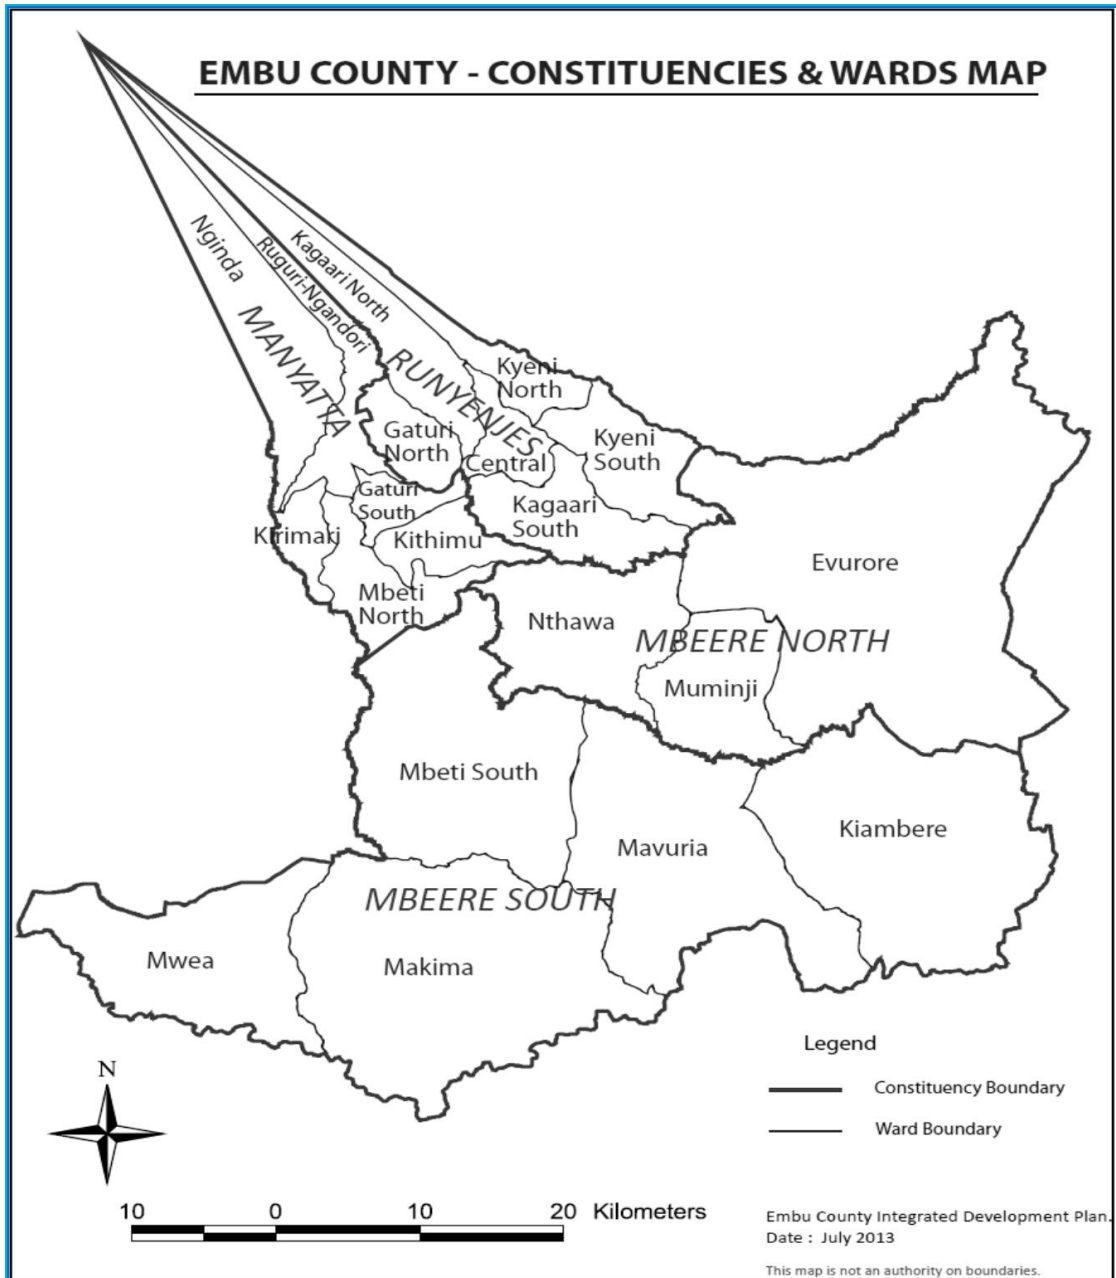 EMBU COUNTY - CONSTITUENCIES & WARDS MAP
Nginda
Ruguri-Ngandori
Kagaari North
MANYATTA
RUNYENJES
Kyeni
North
Gaturi
North
Central
Kyeni
South
Gaturi
South
Kagaari
South
Kirimari
Kithimu
Evurore
Mbeti
North
Nthawa
MBEERE NORTH
Muminji
Mbeti South
Kiambere
Mavuria
MBEERE SOUTH
Mwea
Makima
Legend
N
Constituency Boundary
Ward Boundary
10 0 10 20 Kilometers
Embu County Integrated Development Plan.
Date : July 2013
This map is not an authority on boundaries.